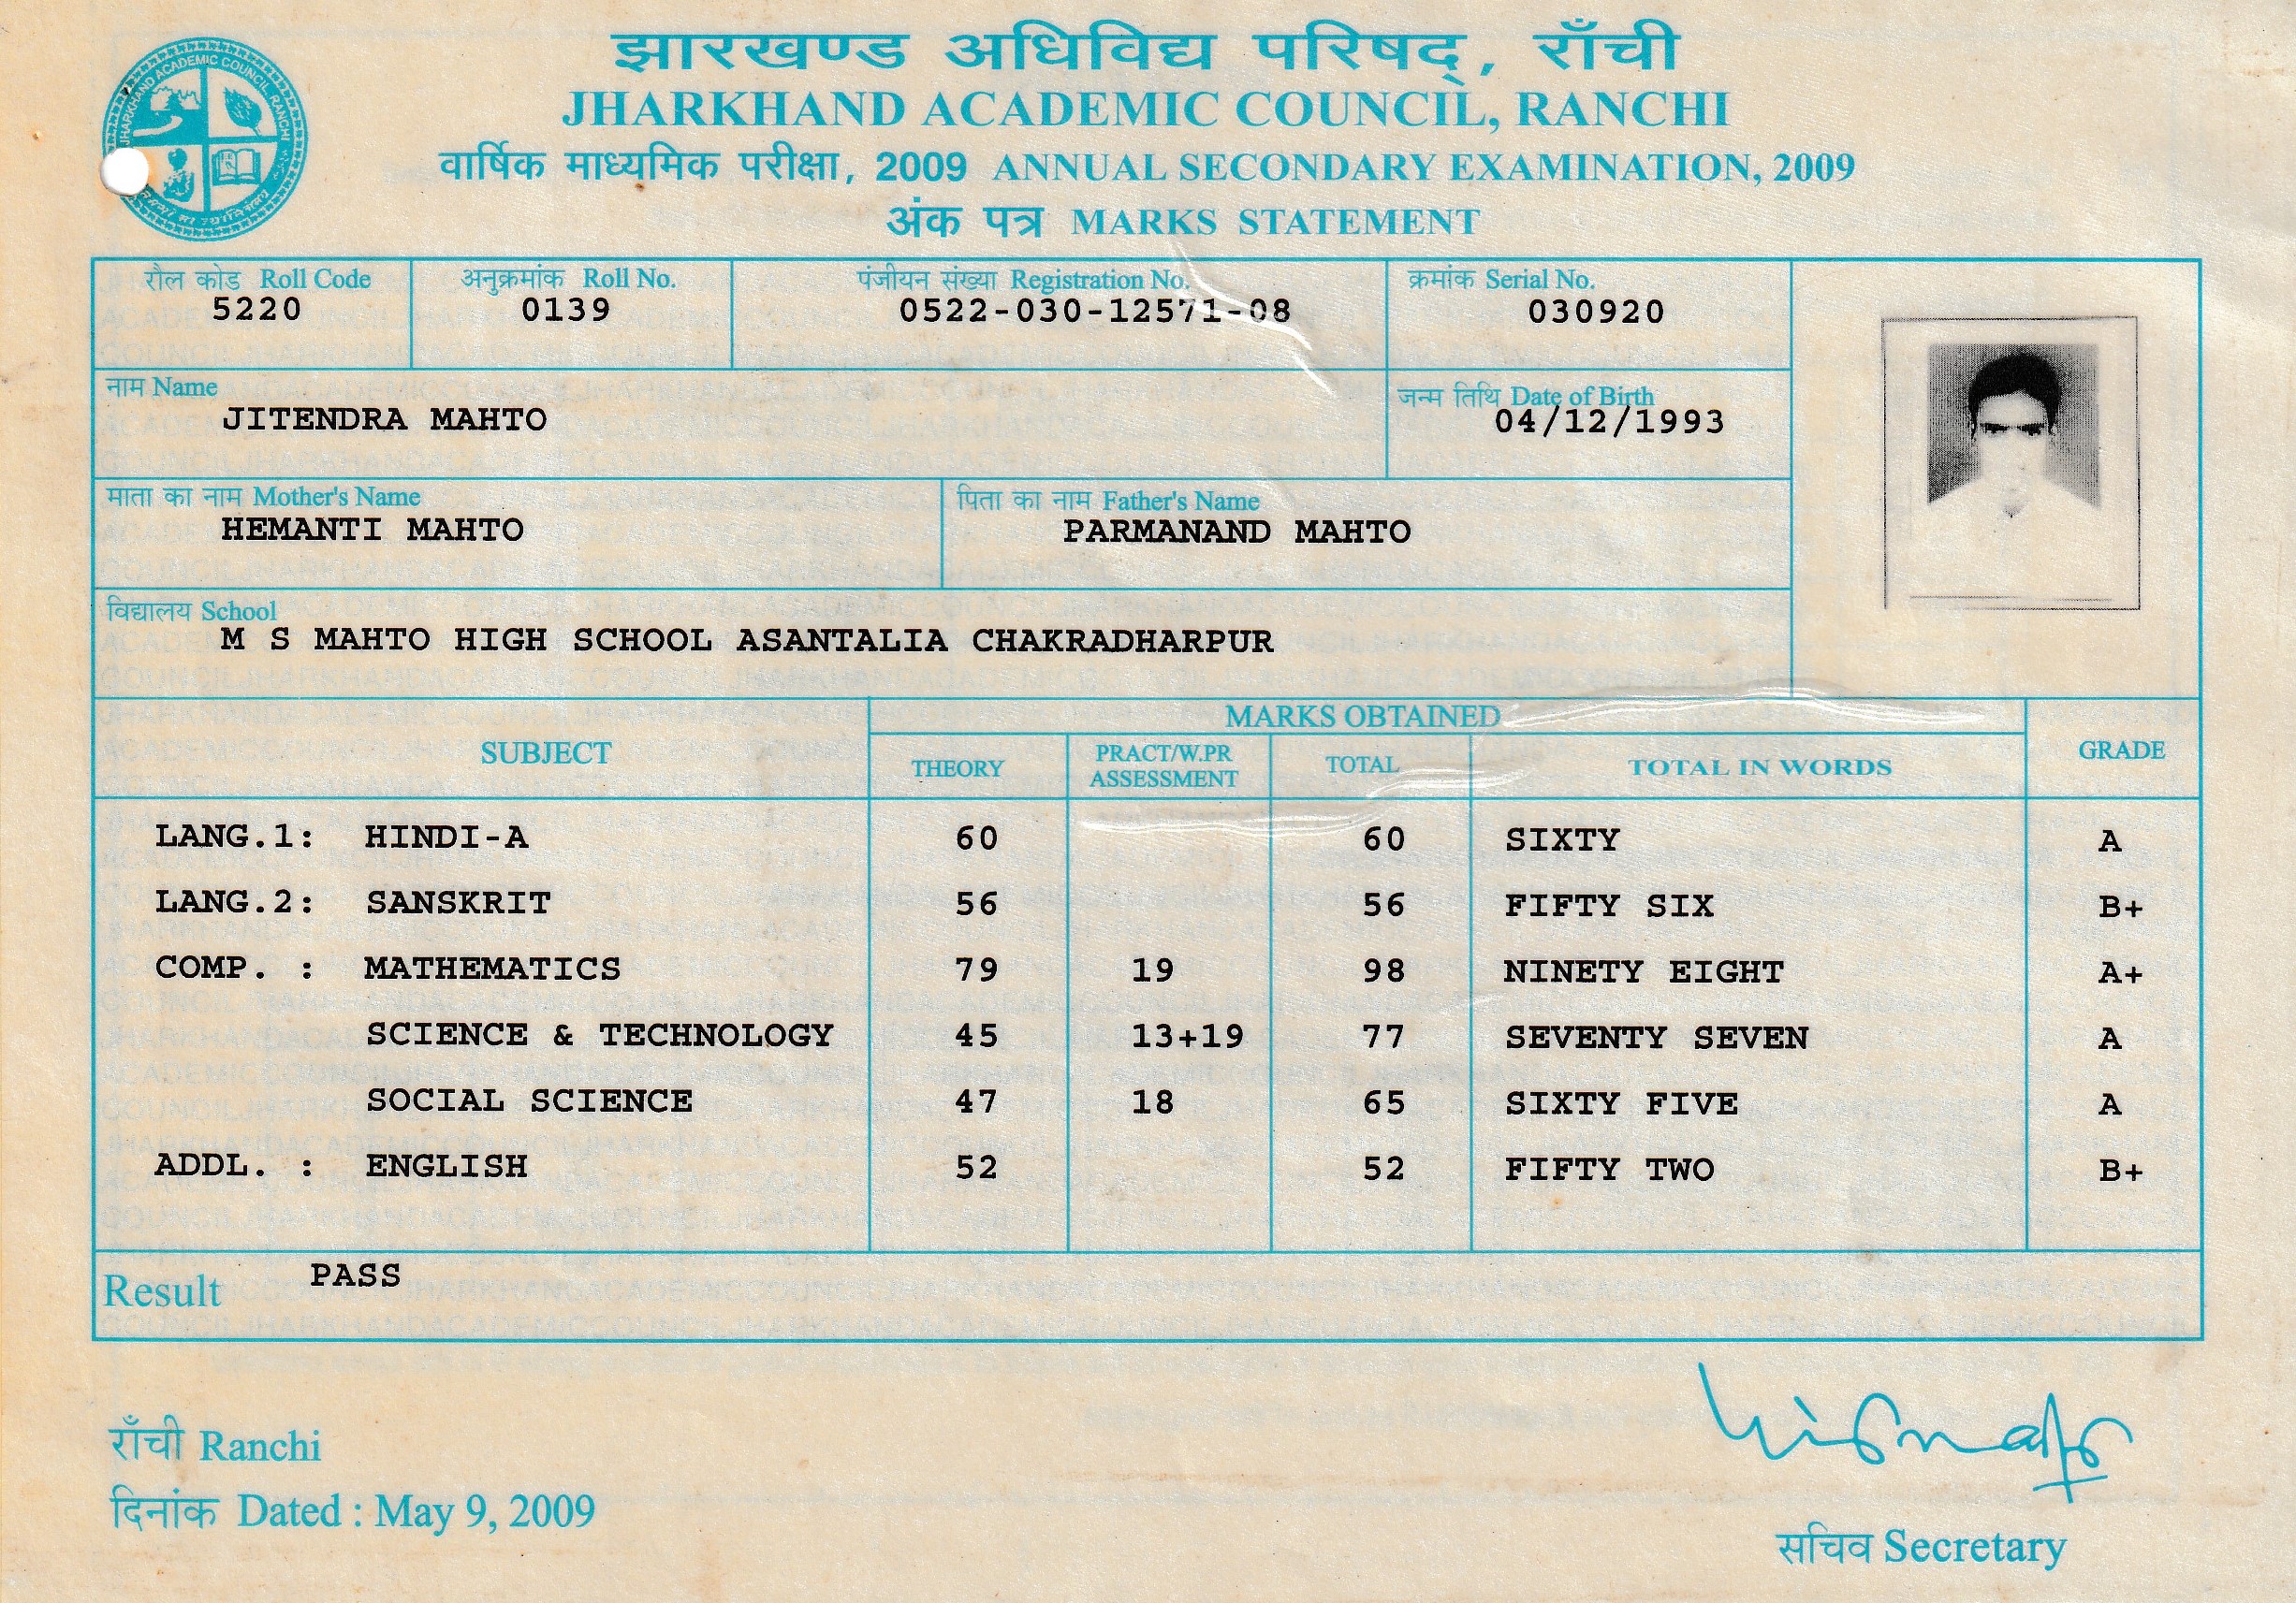 झारखण्ड अधिविद्य परिषद्, राँची
JHARKHAND ACADEMIC COUNCIL, RANCHI
वार्षिक माध्यमिक परीक्षा, 2009 ANNUAL SECONDARY EXAMINATION, 2009
अंक पत्र MARKS STATEMENT
JHARKHAND ACADEMIC COUNCIL, RANCHI
रौल कोड Roll Code अनुक्रमांक Roll No. पंजीयन संख्या Registration No. क्रमांक Serial No.
5220 0139 0522-030-12571-08 030920
नाम Name जन्म तिथि Date of Birth
JITENDRA MAHTO 04/12/1993
माता का नाम Mother's Name पिता का नाम Father's Name
HEMANTI MAHTO PARMANAND MAHTO
विद्यालय School
M S MAHTO HIGH SCHOOL ASANTALIA CHAKRADHARPUR
MARKS OBTAINED
SUBJECT THEORY PRACT/W.PR ASSESSMENT TOTAL TOTAL IN WORDS GRADE
LANG.1: HINDI-A 60 60 SIXTY A
LANG.2: SANSKRIT 56 56 FIFTY SIX B+
COMP. : MATHEMATICS 79 19 98 NINETY EIGHT A+
SCIENCE & TECHNOLOGY 45 13+19 77 SEVENTY SEVEN A
SOCIAL SCIENCE 47 18 65 SIXTY FIVE A
ADDL. : ENGLISH 52 52 FIFTY TWO B+
Result PASS
राँची Ranchi
दिनांक Dated : May 9, 2009
सचिव Secretary